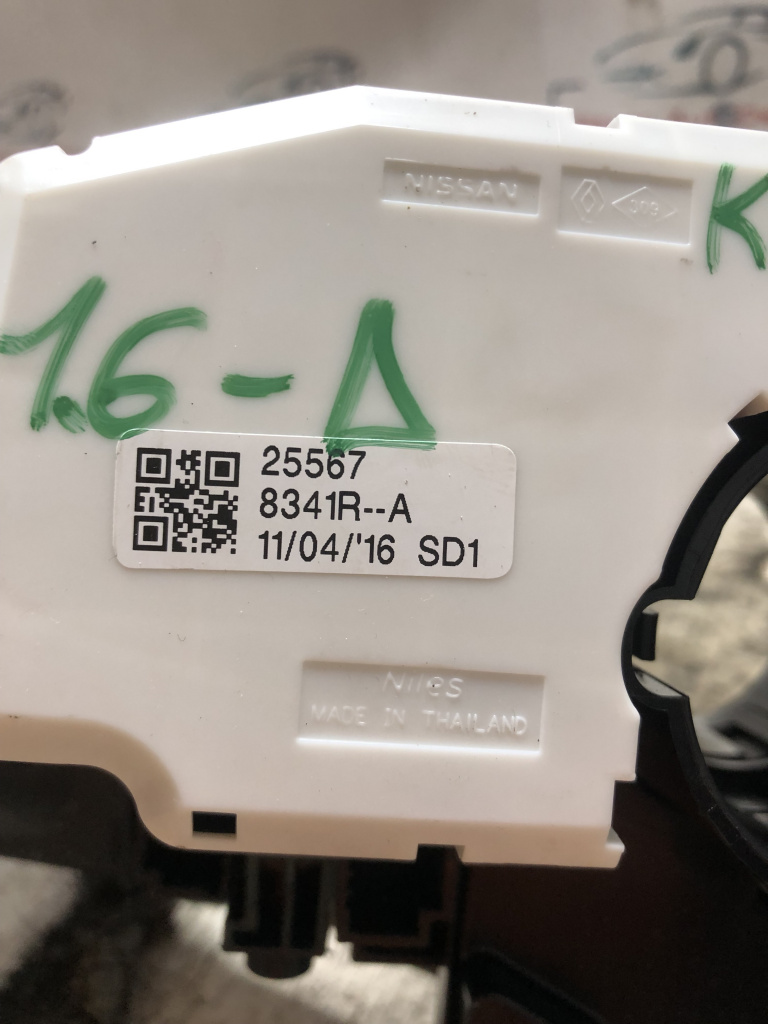 NISSAN
K
1.6-Δ
25567
8341R--A
11/04/'16 SD1
Niles
MADE IN THAILAND